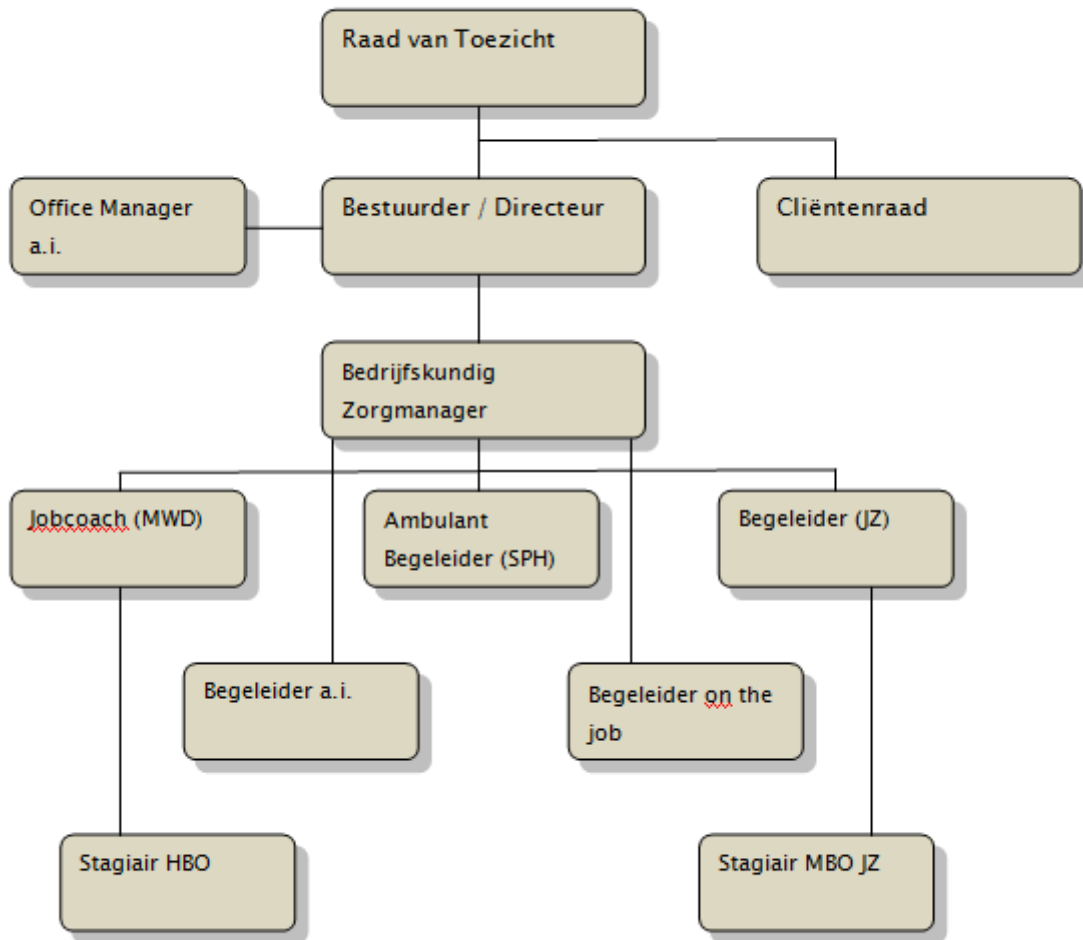 Raad van Toezicht
Office Manager
a.i.
Bestuurder / Directeur
Cliëntenraad
Bedrijfskundig
Zorgmanager
Jobcoach (MWD)
Ambulant
Begeleider (SPH)
Begeleider (JZ)
Begeleider a.i.
Begeleider on the
job
Stagiair HBO
Stagiair MBO JZ